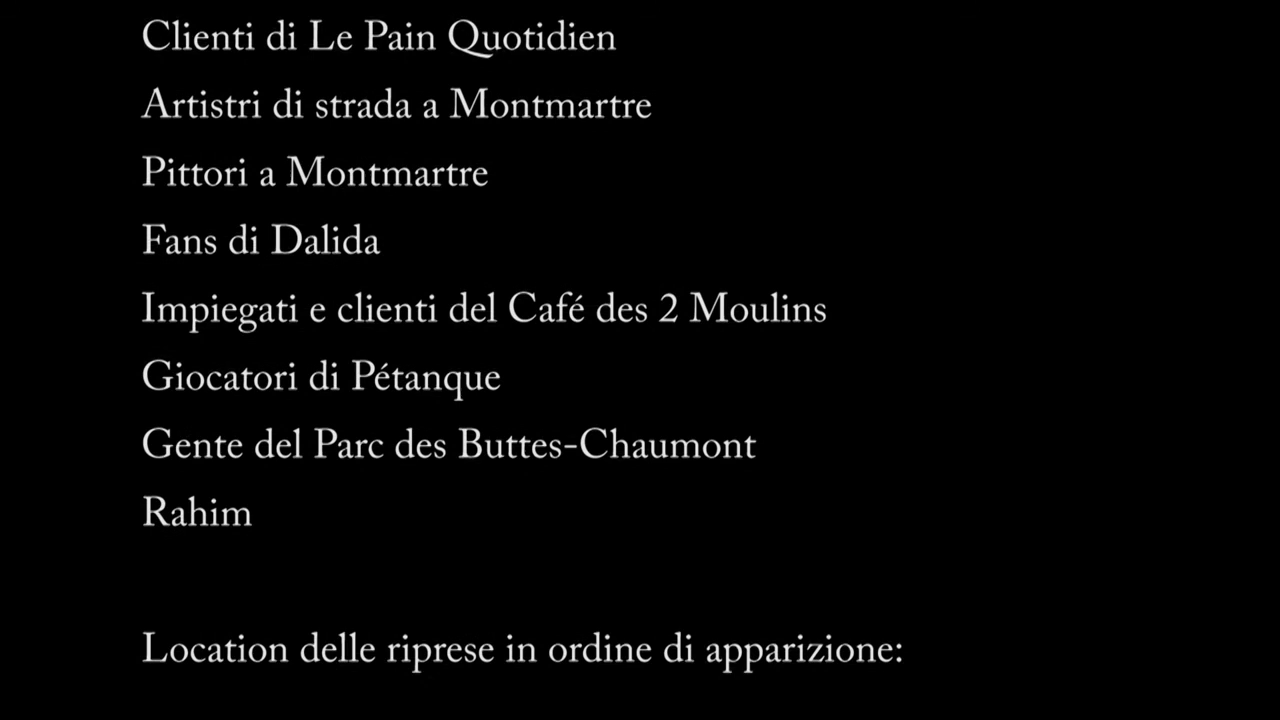 Clienti di Le Pain Quotidien
Artistri di strada a Montmartre
Pittori a Montmartre
Fans di Dalida
Impiegati e clienti del Café des 2 Moulins
Giocatori di Pétanque
Gente del Parc des Buttes-Chaumont
Rahim
Location delle riprese in ordine di apparizione: